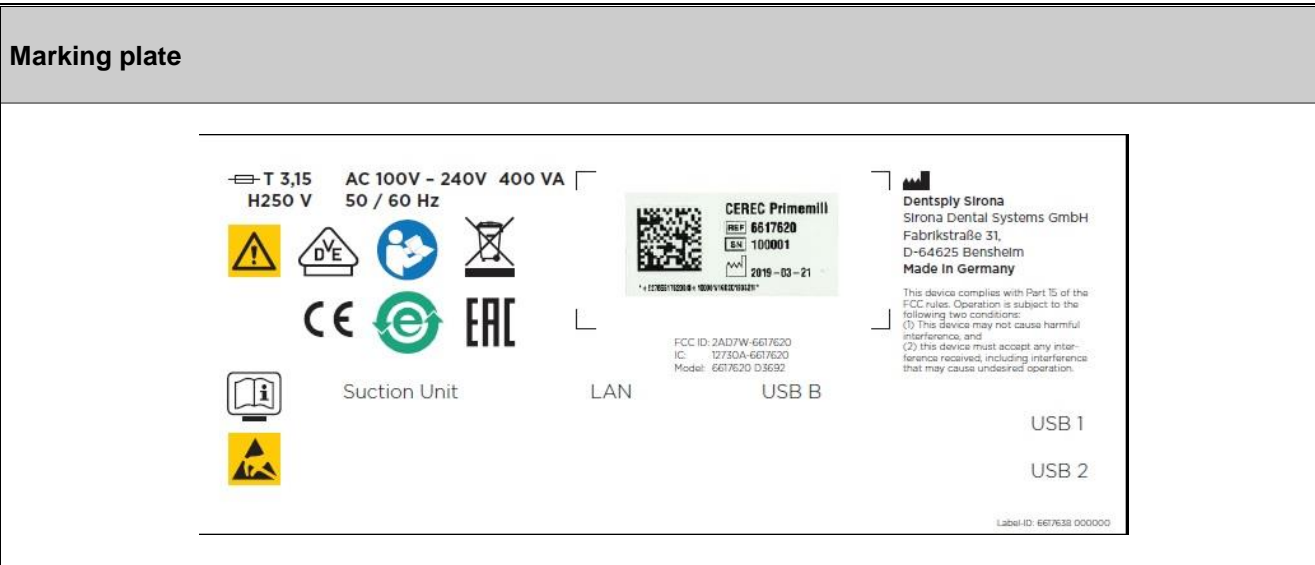 Marking plate
T 3,15
H250 V
AC 100V – 240V 400 VA
50 / 60 Hz
DVE
CE
e
EAC
i
Suction Unit
CEREC Primemill
REF 6617620
SN 100001
2019-03-21
FCC ID: 2AD7W-6617620
IC: 12730A-6617620
Model: 6617620 D3692
LAN
USB B
Dentsply Sirona
Sirona Dental Systems GmbH
Fabrikstraße 31,
D-64625 Bensheim
Made in Germany
This device complies with Part 15 of the
FCC rules. Operation is subject to the
following two conditions:
(1) This device may not cause harmful
interference, and
(2) this device must accept any inter-
ference received, including interference
that may cause undesired operation.
USB 1
USB 2
Label-ID: 6617638 000000